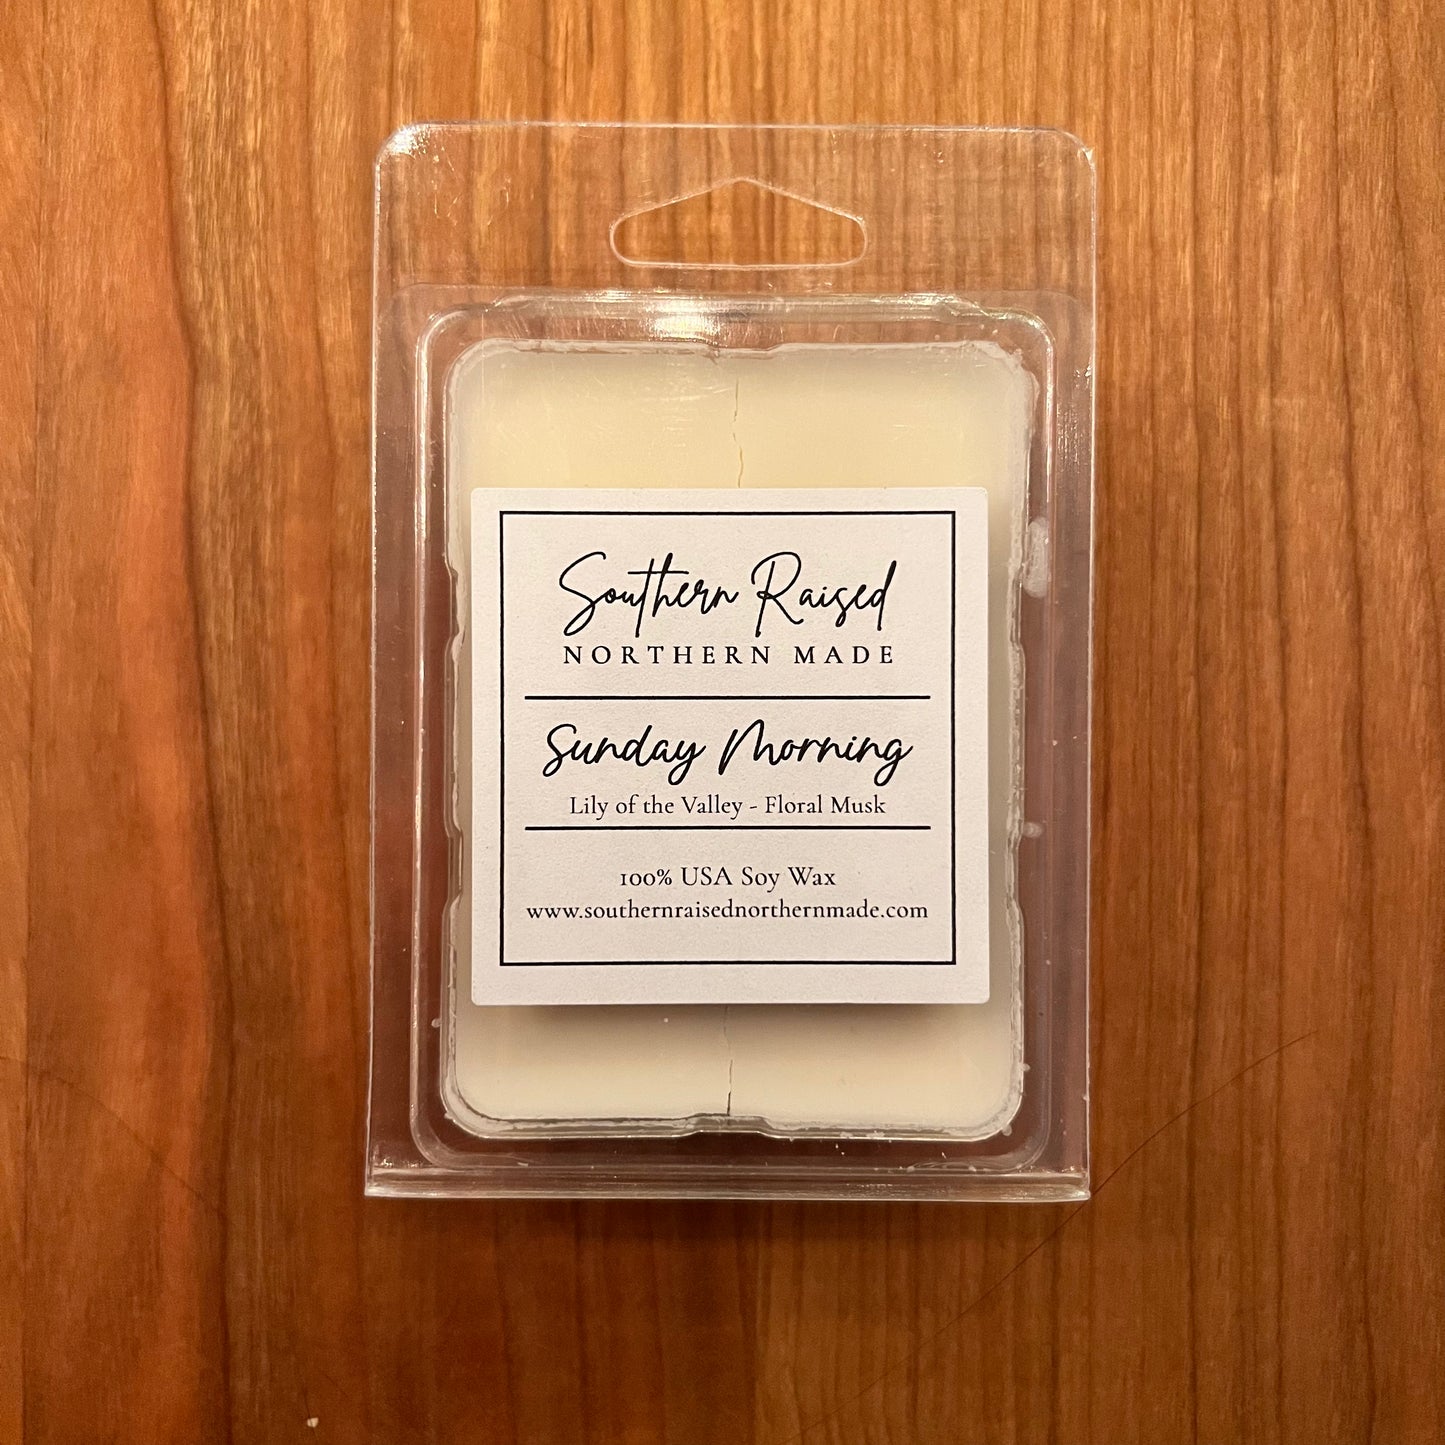 Southern Raised
NORTHERN MADE
Sunday Morning
Lily of the Valley - Floral Musk
100% USA Soy Wax
www.southernraisednorthernmade.com